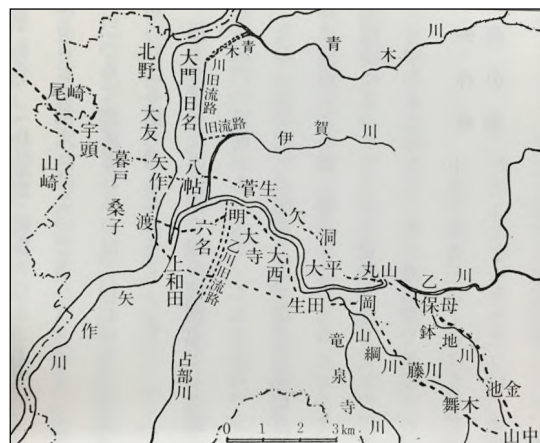 青木川
青木川旧流路
北野
大門
日名
尾崎
大友
旧流路
伊賀川
宇頭
山崎
暮戸
桑子
矢作
八帖
菅生
欠
洞
渡
六名
明大寺
大西
大平
丸山
乙川
上和田
乙川旧流路
生田
岡
保母
鉢地川
矢作川
占部川
竜泉寺川
山綱川
藤川
舞木
池金
山中
0 1 2 3km